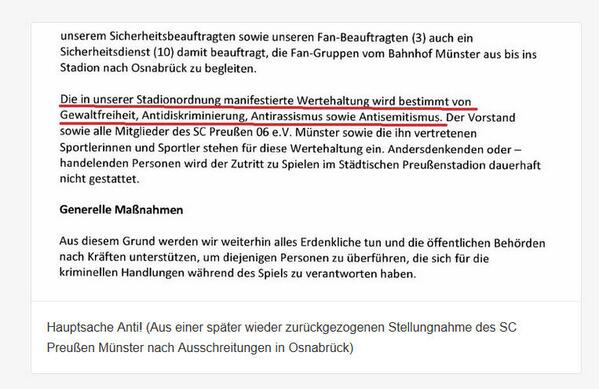 unserem Sicherheitsbeauftragten sowie unseren Fan-Beauftragten (3) auch ein
Sicherheitsdienst (10) damit beauftragt, die Fan-Gruppen vom Bahnhof Münster aus bis ins
Stadion nach Osnabrück zu begleiten.
Die in unserer Stadionordnung manifestierte Wertehaltung wird bestimmt von
Gewaltfreiheit, Antidiskriminierung, Antirassismus sowie Antisemitismus. Der Vorstand
sowie alle Mitglieder des SC Preußen 06 e.V. Münster sowie die ihn vertretenen
Sportlerinnen und Sportler stehen für diese Wertehaltung ein. Andersdenkenden oder –
handelenden Personen wird der Zutritt zu Spielen im Städtischen Preußenstadion dauerhaft
nicht gestattet.
Generelle Maßnahmen
Aus diesem Grund werden wir weiterhin alles Erdenkliche tun und die öffentlichen Behörden
nach Kräften unterstützen, um diejenigen Personen zu überführen, die sich für die
kriminellen Handlungen während des Spiels zu verantworten haben.
Hauptsache Anti! (Aus einer später wieder zurückgezogenen Stellungnahme des SC
Preußen Münster nach Ausschreitungen in Osnabrück)